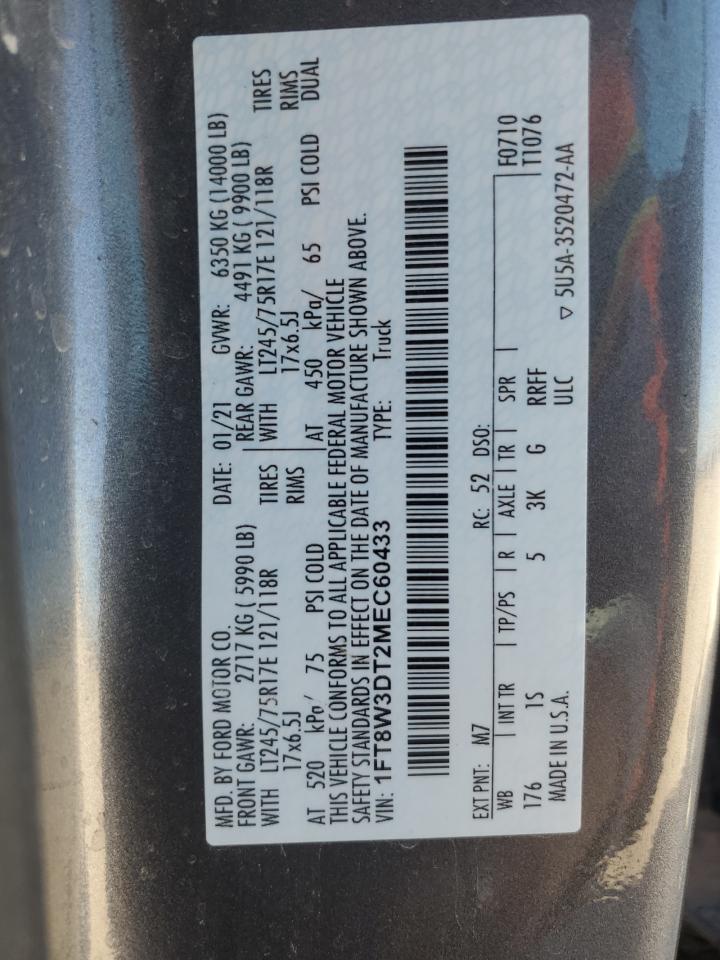 MFD. BY FORD MOTOR CO. DATE: 01/21 GVWR: 6350 KG (14000 LB)
FRONT GAWR: 2717 KG ( 5990 LB) REAR GAWR: 4491 KG ( 9900 LB)
WITH LT245/75R17E 121/118R TIRES WITH LT245/75R17E 121/118R TIRES
17x6.5J RIMS 17x6.5J RIMS
AT 520 kPa/ 75 PSI COLD AT 450 kPa/ 65 PSI COLD DUAL
THIS VEHICLE CONFORMS TO ALL APPLICABLE FEDERAL MOTOR VEHICLE
SAFETY STANDARDS IN EFFECT ON THE DATE OF MANUFACTURE SHOWN ABOVE.
VIN: 1FT8W3DT2MEC60433 TYPE: Truck
EXT PNT: M7 RC: 52 DSO:
WB | INT TR | TP/PS | R | AXLE | TR | SPR F0710
176 1S 5 3K G RRFF T1076
MADE IN U.S.A. ULC ▽ 5U5A-3520472-AA